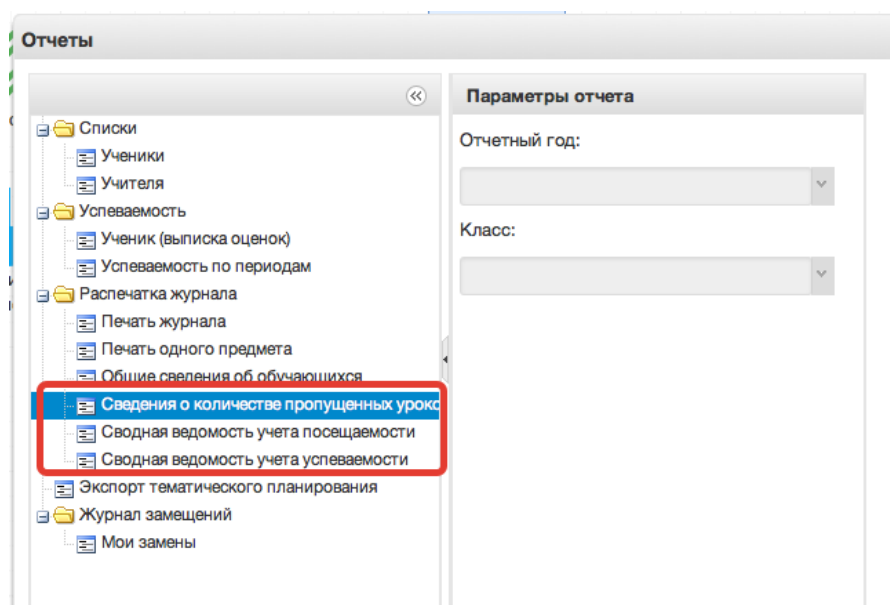 Отчеты
Параметры отчета
Отчетный год:
Класс:
Списки
Ученики
Учителя
Успеваемость
Ученик (выписка оценок)
Успеваемость по периодам
Распечатка журнала
Печать журнала
Печать одного предмета
Общие сведения об обучающихся
Сведения о количестве пропущенных уроко
Сводная ведомость учета посещаемости
Сводная ведомость учета успеваемости
Экспорт тематического планирования
Журнал замещений
Мои замены